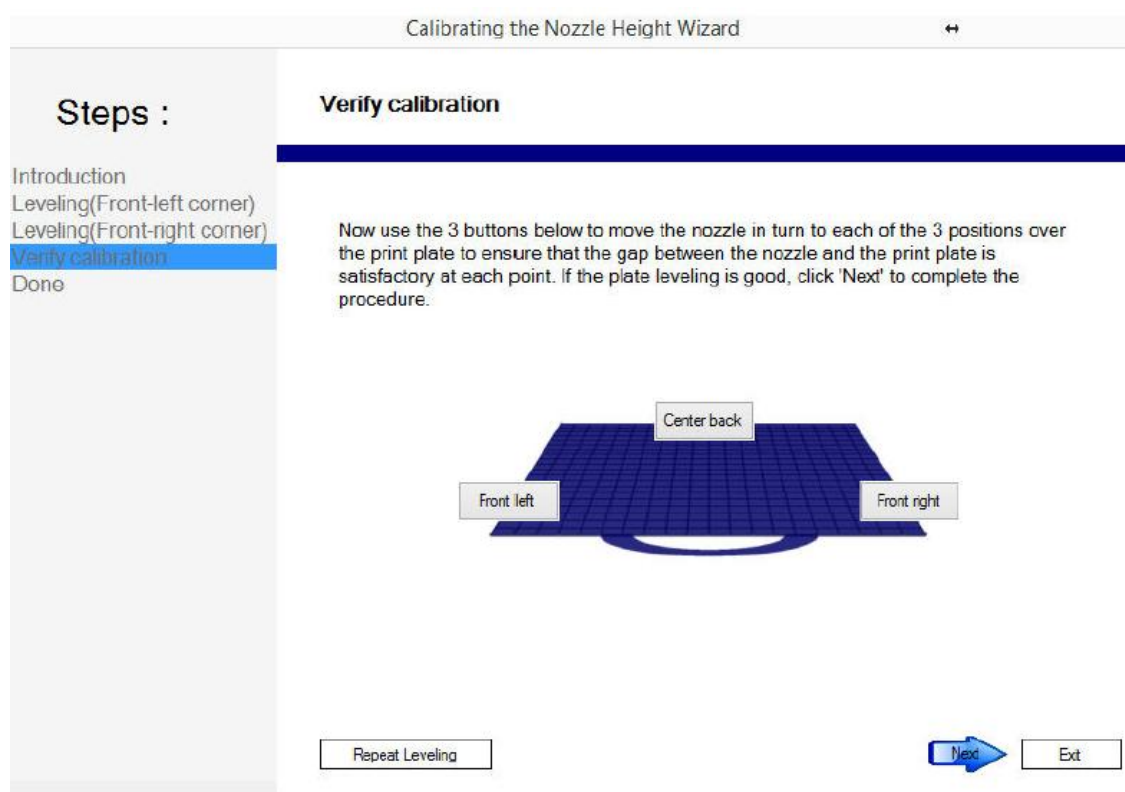 Calibrating the Nozzle Height Wizard
Steps :
Introduction
Leveling(Front-left corner)
Leveling(Front-right corner)
Verify calibration
Done
Verify calibration
Now use the 3 buttons below to move the nozzle in turn to each of the 3 positions over
the print plate to ensure that the gap between the nozzle and the print plate is
satisfactory at each point. If the plate leveling is good, click 'Next' to complete the
procedure.
Center back
Front left
Front right
Repeat Leveling
Next
Exit